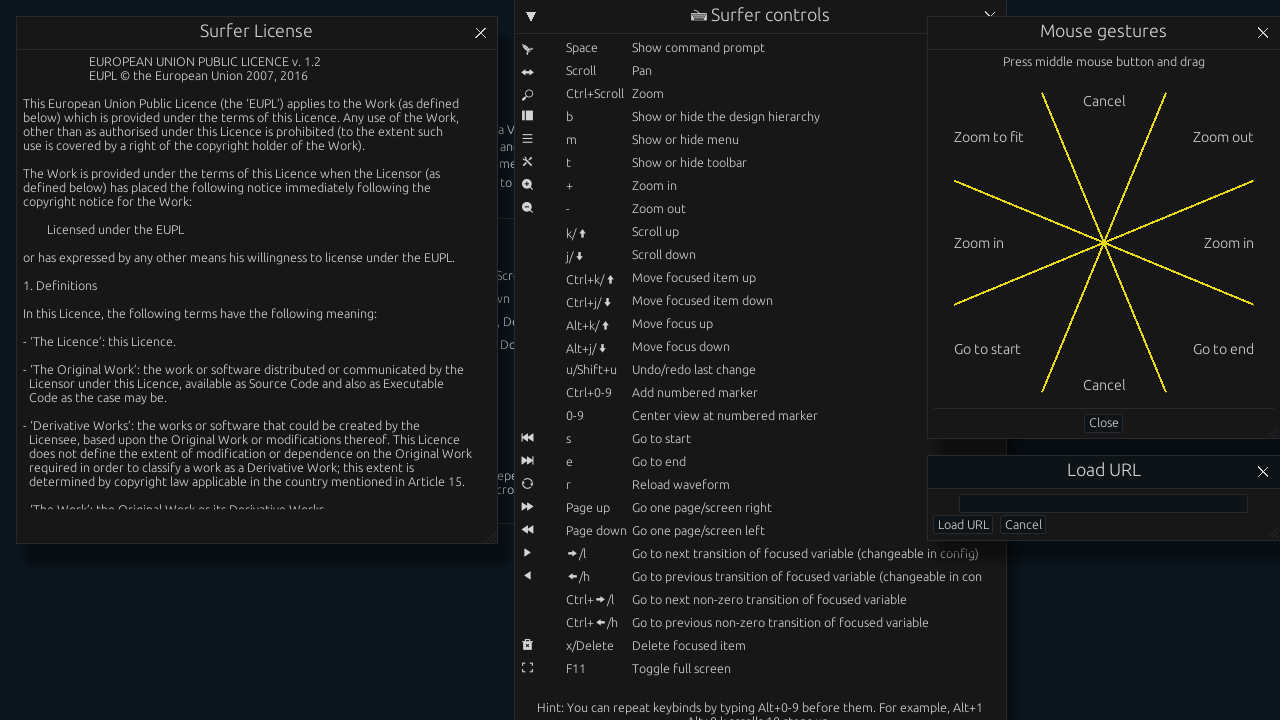 Surfer License
EUROPEAN UNION PUBLIC LICENCE v. 1.2
EUPL © the European Union 2007, 2016
This European Union Public Licence (the ‘EUPL’) applies to the Work (as defined
below) which is provided under the terms of this Licence. Any use of the Work,
other than as authorised under this Licence is prohibited (to the extent such
use is covered by a right of the copyright holder of the Work).
The Work is provided under the terms of this Licence when the Licensor (as
defined below) has placed the following notice immediately following the
copyright notice for the Work:
Licensed under the EUPL
or has expressed by any other means his willingness to license under the EUPL.
1. Definitions
In this Licence, the following terms have the following meaning:
- ‘The Licence’: this Licence.
- ‘The Original Work’: the work or software distributed or communicated by the
Licensor under this Licence, available as Source Code and also as Executable
Code as the case may be.
- ‘Derivative Works’: the works or software that could be created by the
Licensee, based upon the Original Work or modifications thereof. This Licence
does not define the extent of modification or dependence on the Original Work
required in order to classify a work as a Derivative Work; this extent is
determined by copyright law applicable in the country mentioned in Article 15.
- ‘The Work’: the Original Work or its Derivative Works.
Surfer controls
Space Show command prompt
Scroll Pan
Ctrl+Scroll Zoom
b Show or hide the design hierarchy
m Show or hide menu
t Show or hide toolbar
+ Zoom in
- Zoom out
k/⬆ Scroll up
j/⬇ Scroll down
Ctrl+k/⬆ Move focused item up
Ctrl+j/⬇ Move focused item down
Alt+k/⬆ Move focus up
Alt+j/⬇ Move focus down
u/Shift+u Undo/redo last change
Ctrl+0-9 Add numbered marker
0-9 Center view at numbered marker
s Go to start
e Go to end
r Reload waveform
Page up Go one page/screen right
Page down Go one page/screen left
➡/l Go to next transition of focused variable (changeable in config)
⬅/h Go to previous transition of focused variable (changeable in con
Ctrl+➡/l Go to next non-zero transition of focused variable
Ctrl+⬅/h Go to previous non-zero transition of focused variable
x/Delete Delete focused item
F11 Toggle full screen
Hint: You can repeat keybinds by typing Alt+0-9 before them. For example, Alt+1
Mouse gestures
Press middle mouse button and drag
Cancel
Zoom to fit
Zoom out
Zoom in
Zoom in
Go to start
Go to end
Cancel
Close
Load URL
Load URL Cancel